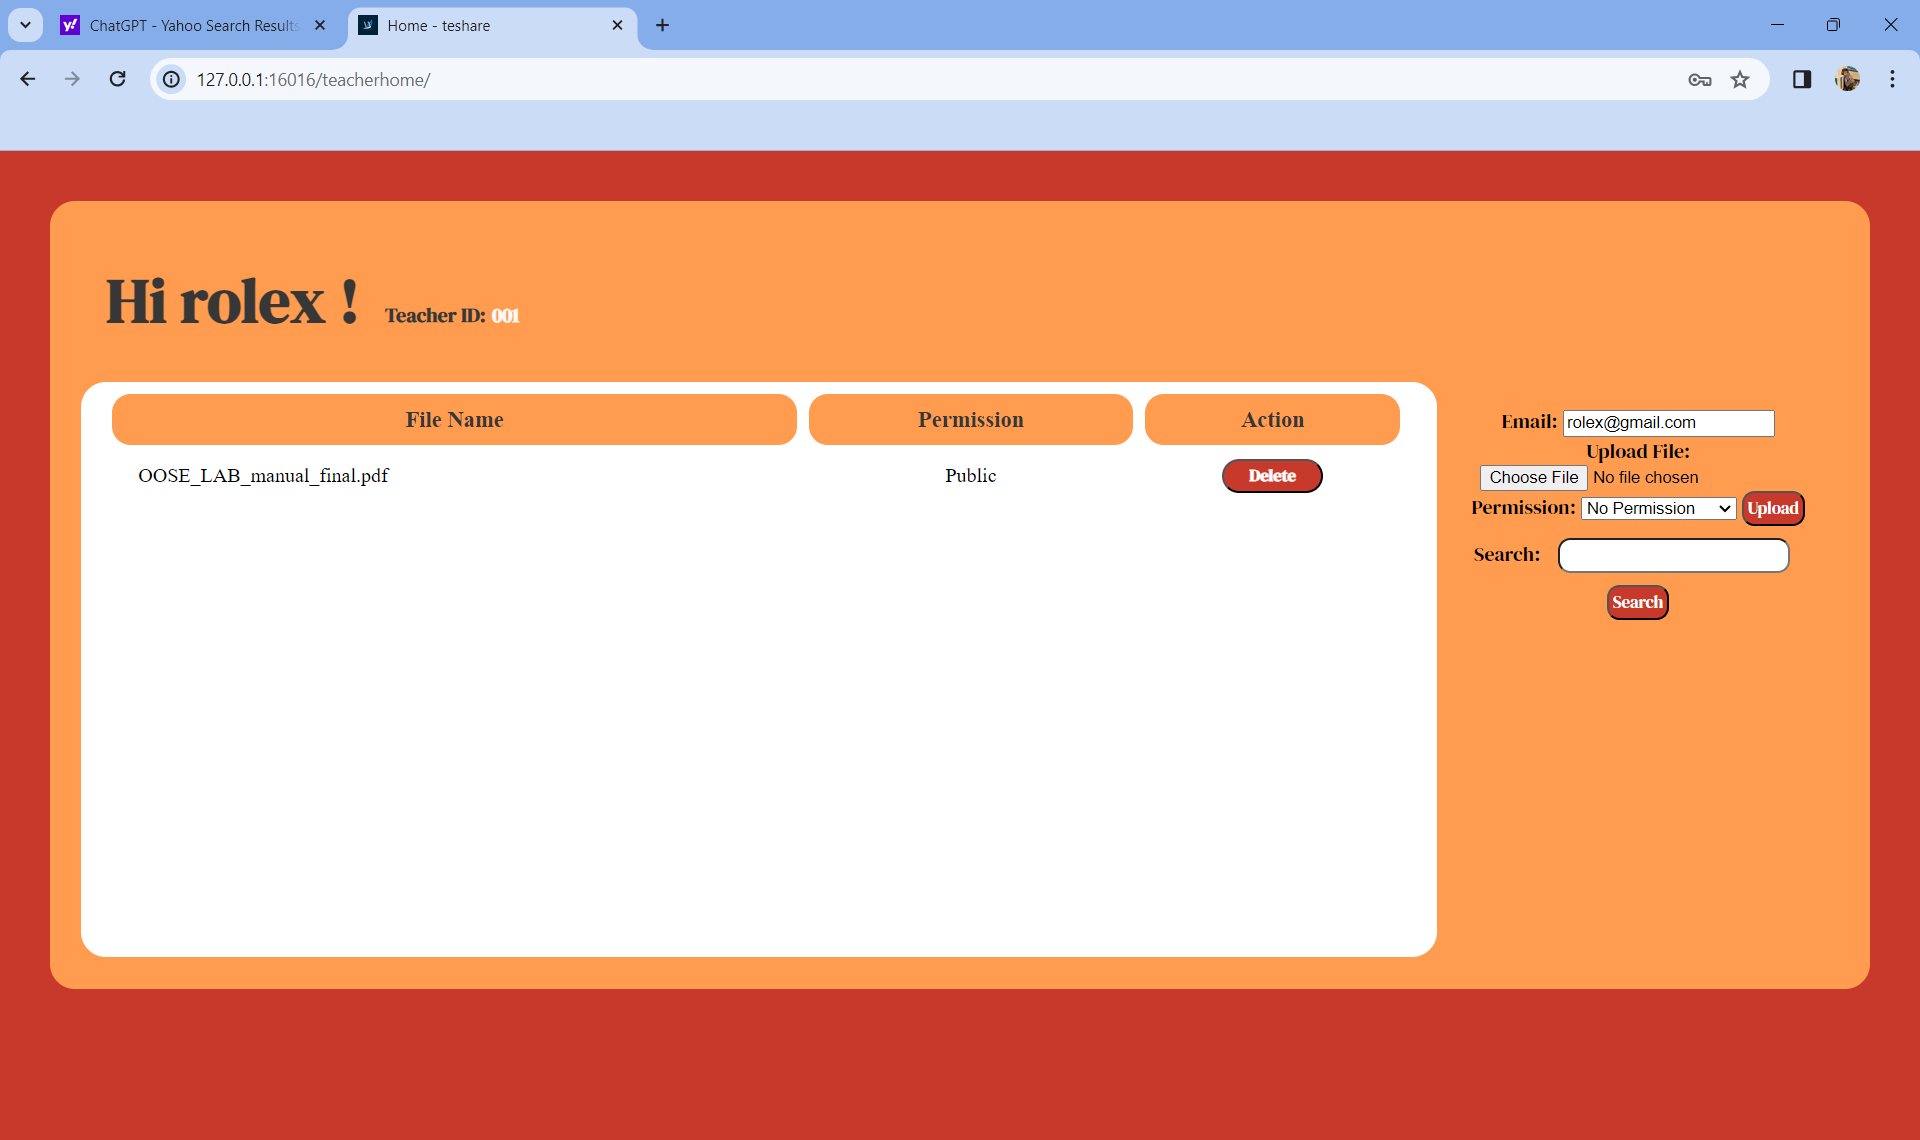 ChatGPT - Yahoo Search Results
Home - teshare
127.0.0.1:16016/teacherhome/
Hi rolex !
Teacher ID: 001
File Name
Permission
Action
OOSE_LAB_manual_final.pdf
Public
Delete
Email: rolex@gmail.com
Upload File:
Choose File No file chosen
Permission: No Permission Upload
Search:
Search